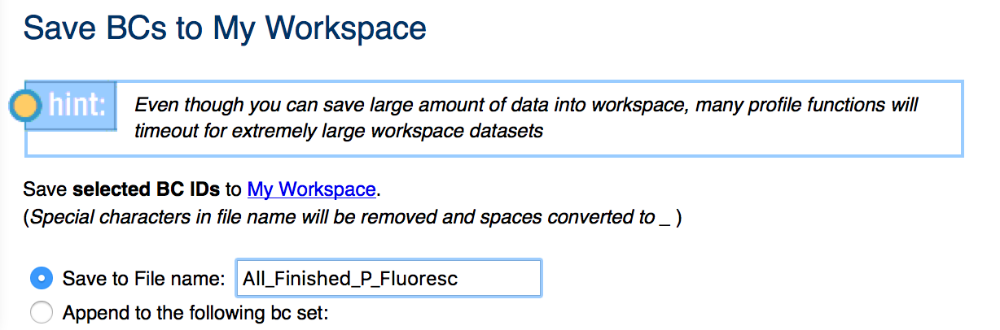 Save BCs to My Workspace
hint:
Even though you can save large amount of data into workspace, many profile functions will
timeout for extremely large workspace datasets
Save selected BC IDs to My Workspace.
(Special characters in file name will be removed and spaces converted to _ )
Save to File name: All_Finished_P_Fluoresc
Append to the following bc set: